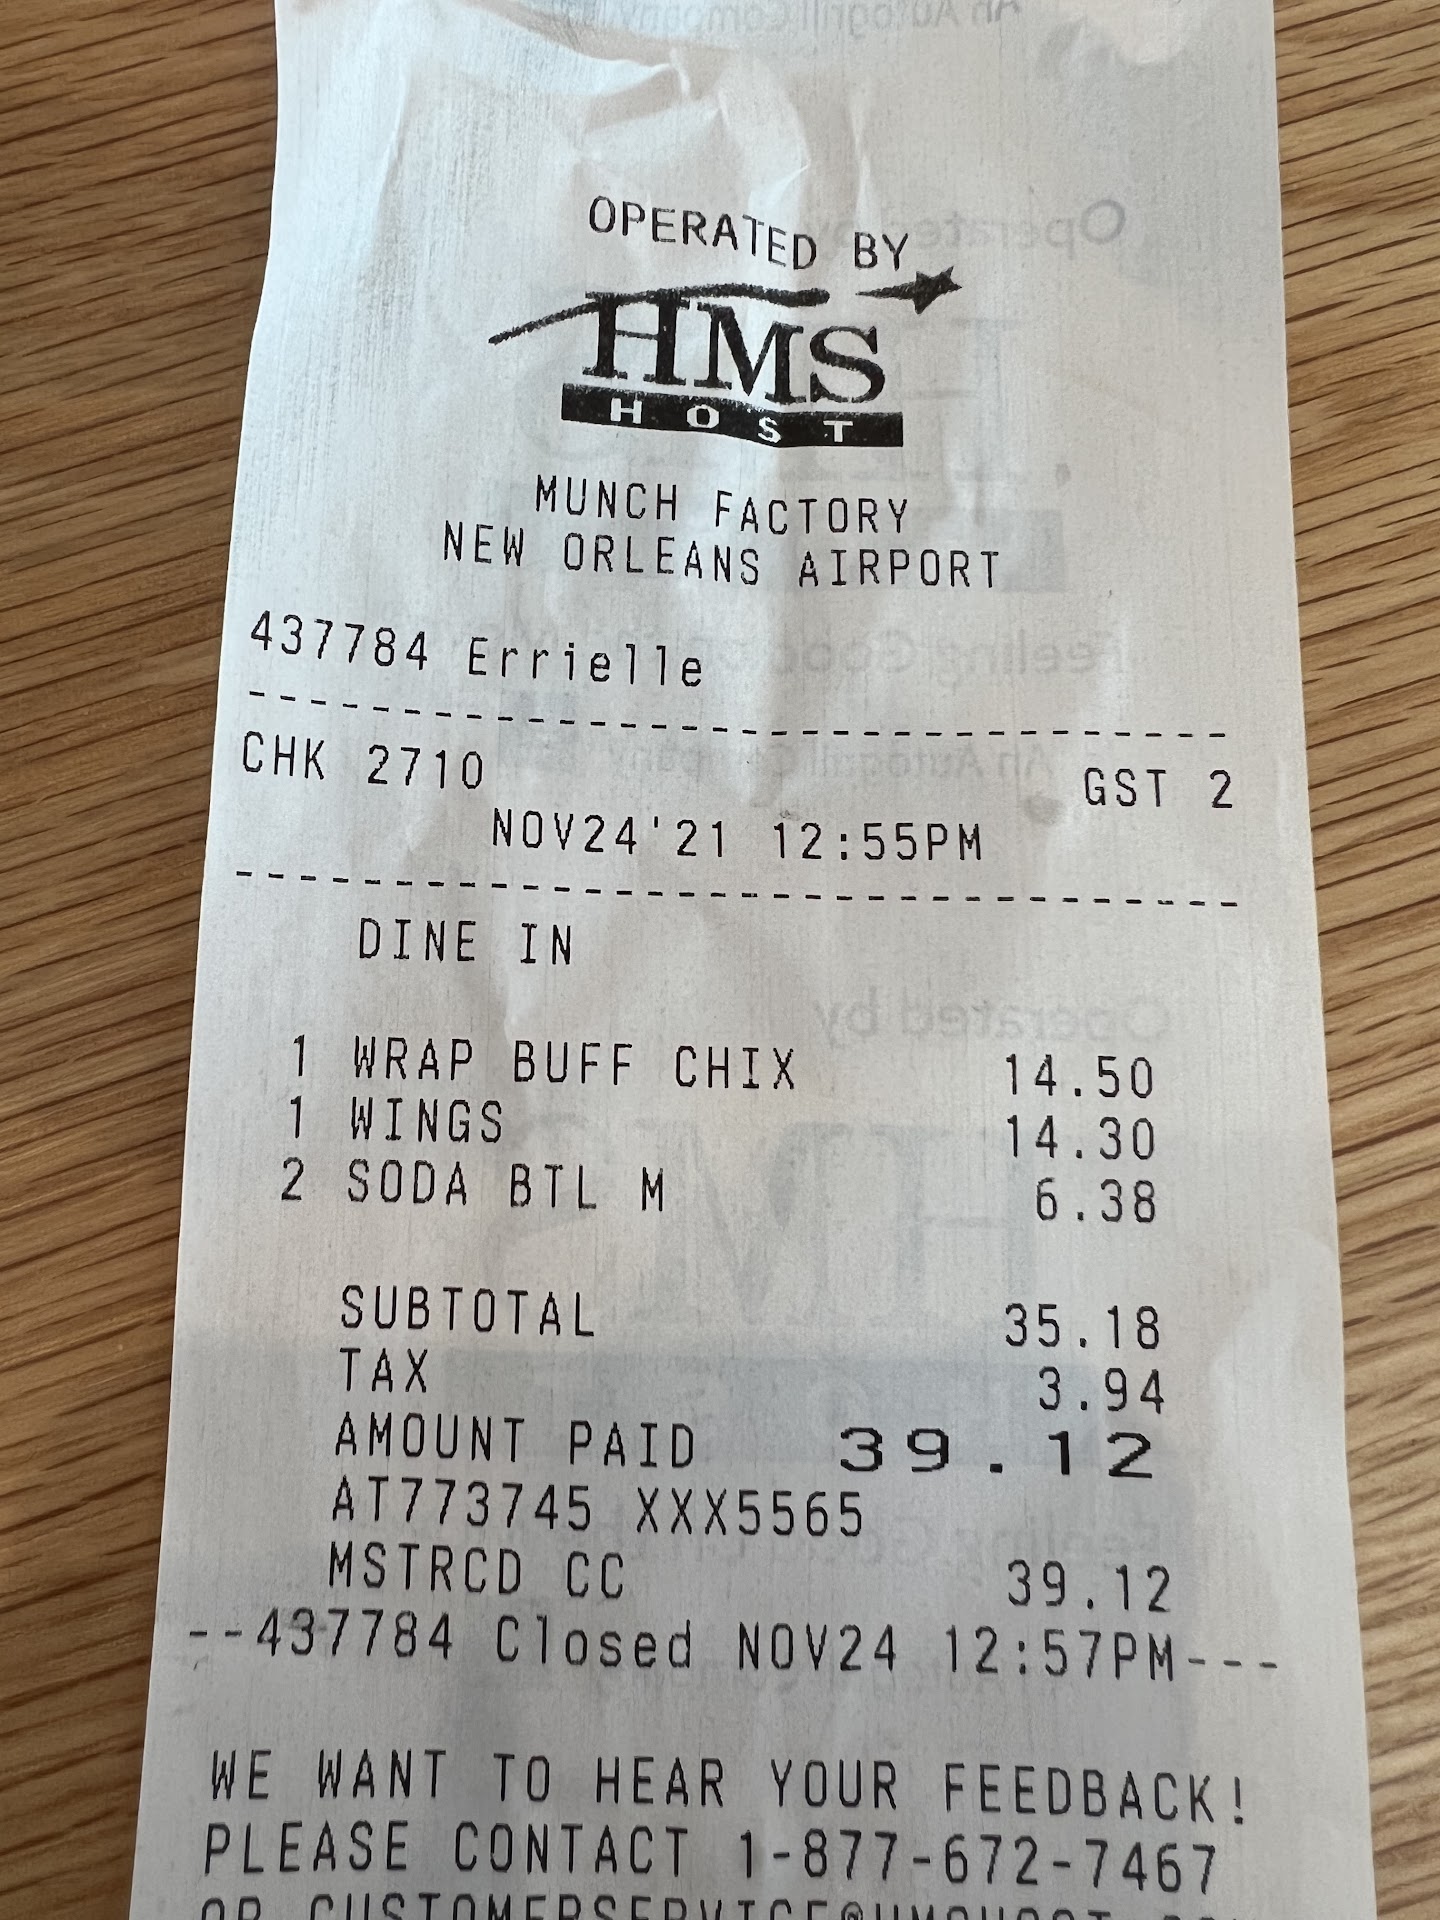 OPERATED BY
HMS
HOST
MUNCH FACTORY
NEW ORLEANS AIRPORT
437784 Errielle
--------------------------------
CHK 2710 GST 2
NOV24'21 12:55PM
--------------------------------
DINE IN
1 WRAP BUFF CHIX 14.50
1 WINGS 14.30
2 SODA BTL M 6.38
SUBTOTAL 35.18
TAX 3.94
AMOUNT PAID 39.12
AT773745 XXX5565
MSTRCD CC 39.12
--437784 Closed NOV24 12:57PM---
WE WANT TO HEAR YOUR FEEDBACK!
PLEASE CONTACT 1-877-672-7467